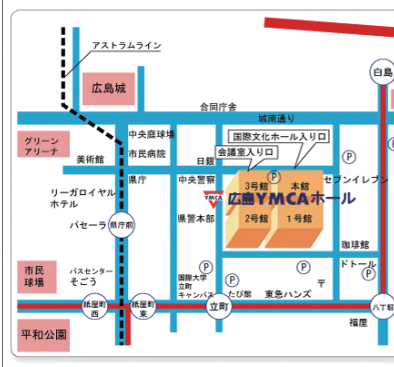 アストラムライン
白島
広島城
合同庁舎
城南通り
グリーン
アリーナ
中央庭球場
国際文化ホール入り口
美術館
市民病院
日銀
会議室入り口
P
県庁
中央警察
3号館
本館
P
セブンイレブン
リーガロイヤル
ホテル
YMCA
広島YMCAホール
パセーラ
県庁前
県警本部
2号館
1号館
珈琲館
市民
球場
バスセンター
そごう
国際大学
立町
キャンパス
P
P
P
ドトール
P
たび館
東急ハンズ
〒
紙屋町
西
紙屋町
東
立町
八丁堀
平和公園
福屋